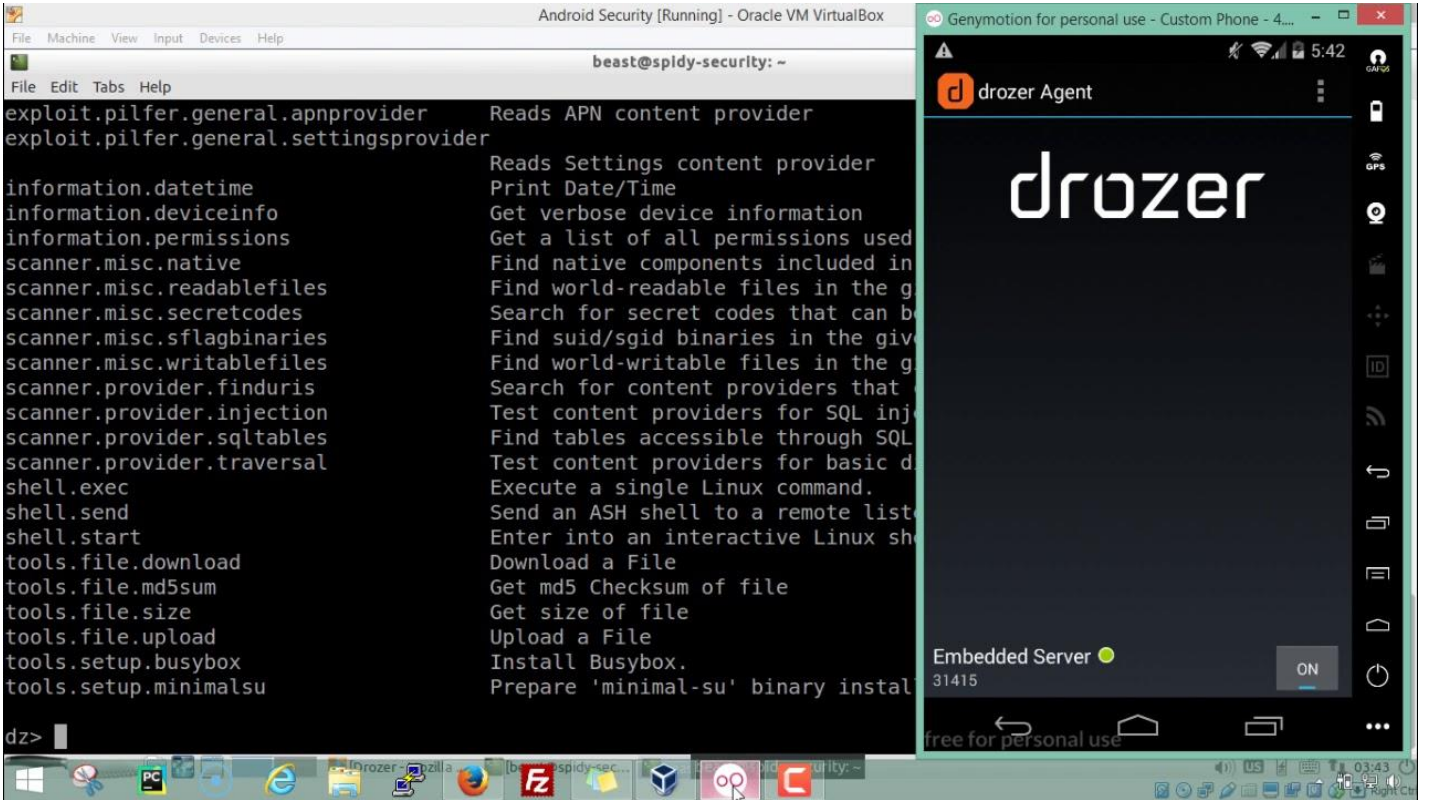 Android Security [Running] - Oracle VM VirtualBox
File Machine View Input Devices Help
beast@spidy-security: ~
File Edit Tabs Help
exploit.pilfer.general.apnprovider Reads APN content provider
exploit.pilfer.general.settingsprovider
Reads Settings content provider
information.datetime Print Date/Time
information.deviceinfo Get verbose device information
information.permissions Get a list of all permissions used
scanner.misc.native Find native components included in
scanner.misc.readablefiles Find world-readable files in the g
scanner.misc.secretcodes Search for secret codes that can b
scanner.misc.sflagbinaries Find suid/sgid binaries in the giv
scanner.misc.writablefiles Find world-writable files in the g
scanner.provider.finduris Search for content providers that
scanner.provider.injection Test content providers for SQL inj
scanner.provider.sqltables Find tables accessible through SQL
scanner.provider.traversal Test content providers for basic d
shell.exec Execute a single Linux command.
shell.send Send an ASH shell to a remote list
shell.start Enter into an interactive Linux sh
tools.file.download Download a File
tools.file.md5sum Get md5 Checksum of file
tools.file.size Get size of file
tools.file.upload Upload a File
tools.setup.busybox Install Busybox.
tools.setup.minimalsu Prepare 'minimal-su' binary instal
dz>
Genymotion for personal use - Custom Phone - 4....
5:42
d drozer Agent
drozer
Embedded Server
31415
ON
free for personal use
GAPPS
GPS
ID
PC
[Drozer -
US
03:43
Right Ctrl